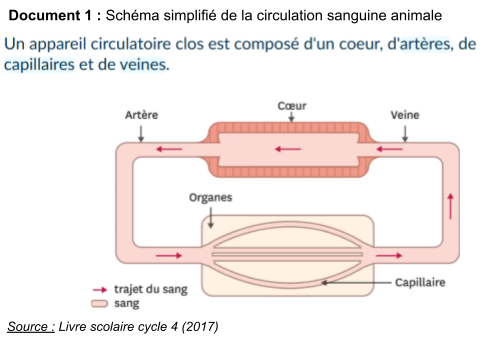 Document 1 : Schéma simplifié de la circulation sanguine animale
Un appareil circulatoire clos est composé d'un coeur, d'artères, de
capillaires et de veines.
Cœur
Artère
Veine
Organes
Capillaire
trajet du sang
sang
Source : Livre scolaire cycle 4 (2017)